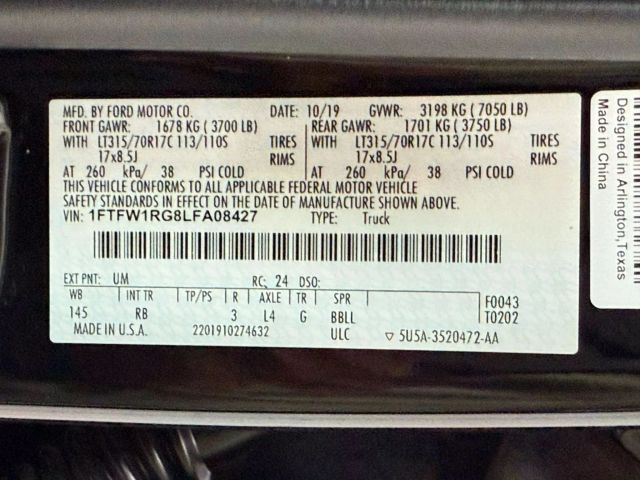 MFD. BY FORD MOTOR CO. DATE: 10/19 GVWR: 3198 KG ( 7050 LB)
FRONT GAWR: 1678 KG ( 3700 LB) REAR GAWR: 1701 KG ( 3750 LB)
WITH LT315/70R17C 113/110S TIRES WITH LT315/70R17C 113/110S TIRES
17x8.5J RIMS 17x8.5J RIMS
AT 260 kPa/ 38 PSI COLD AT 260 kPa/ 38 PSI COLD
THIS VEHICLE CONFORMS TO ALL APPLICABLE FEDERAL MOTOR VEHICLE
SAFETY STANDARDS IN EFFECT ON THE DATE OF MANUFACTURE SHOWN ABOVE.
VIN: 1FTFW1RG8LFA08427 TYPE: Truck
EXT PNT: UM RC: 24 DSO:
WB INT TR TP/PS R AXLE TR SPR F0043
145 RB 3 L4 G BBLL T0202
MADE IN U.S.A. 2201910274632 ULC ▽ 5U5A-3520472-AA
Designed in Arlington,Texas
Made in China